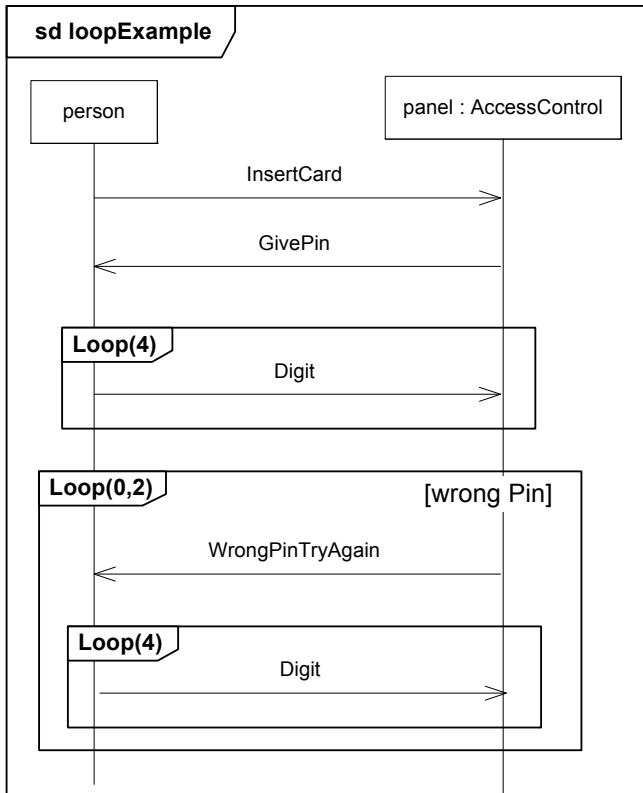 sd loopExample
person
panel : AccessControl
InsertCard
GivePin
Loop(4)
Digit
Loop(0,2)
[wrong Pin]
WrongPinTryAgain
Loop(4)
Digit